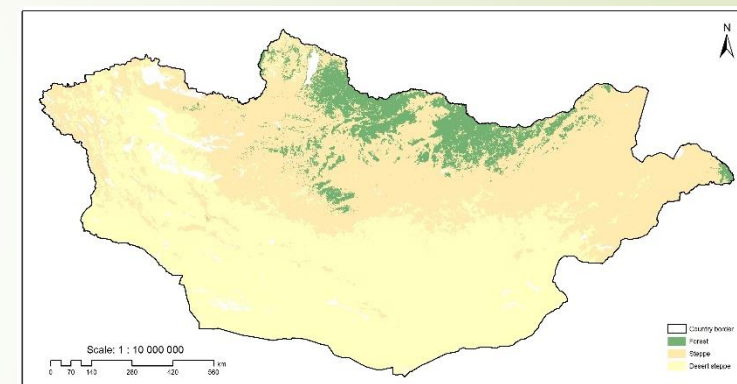 N
Scale: 1 : 10 000 000
0 70 140 280 420 560 km
Country border
Forest
Steppe
Desert steppe